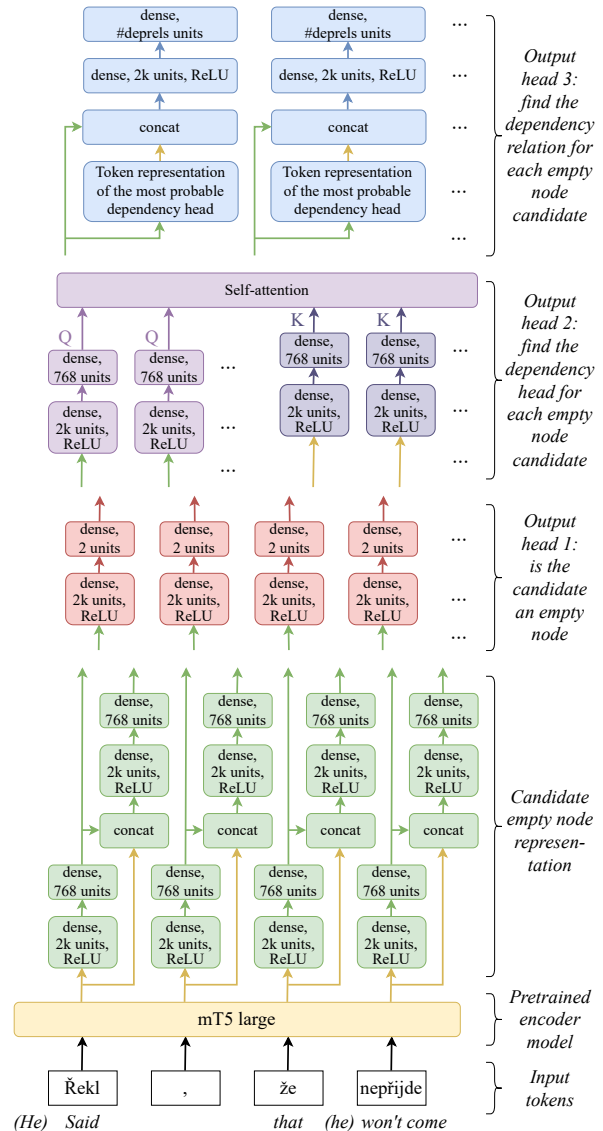 dense,
#deprels units
dense,
#deprels units
...
dense, 2k units, ReLU
dense, 2k units, ReLU
...
concat
concat
...
Token representation
of the most probable
dependency head
Token representation
of the most probable
dependency head
...
...
Output
head 3:
find the
dependency
relation for
each empty
node
candidate
Self-attention
Q
Q
K
K
dense,
768 units
dense,
768 units
...
dense,
768 units
dense,
768 units
...
dense,
2k units,
ReLU
dense,
2k units,
ReLU
...
dense,
2k units,
ReLU
dense,
2k units,
ReLU
...
...
...
Output
head 2:
find the
dependency
head for
each empty
node
candidate
dense,
2 units
dense,
2 units
dense,
2 units
dense,
2 units
...
dense,
2k units,
ReLU
dense,
2k units,
ReLU
dense,
2k units,
ReLU
dense,
2k units,
ReLU
...
...
Output
head 1:
is the
candidate
an empty
node
dense,
768 units
dense,
768 units
dense,
768 units
dense,
768 units
dense,
2k units,
ReLU
dense,
2k units,
ReLU
dense,
2k units,
ReLU
dense,
2k units,
ReLU
concat
concat
concat
concat
dense,
768 units
dense,
768 units
dense,
768 units
dense,
768 units
dense,
2k units,
ReLU
dense,
2k units,
ReLU
dense,
2k units,
ReLU
dense,
2k units,
ReLU
Candidate
empty node
represen-
tation
mT5 large
Pretrained
encoder
model
Řekl
,
že
nepřijde
Input
tokens
(He) Said
that
(he) won't come